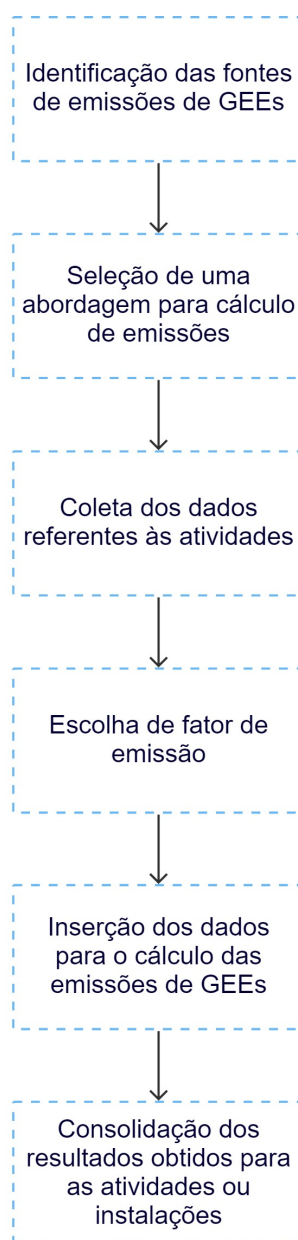 Identificação das fontes
de emissões de GEEs
Seleção de uma
abordagem para cálculo
de emissões
Coleta dos dados
referentes às atividades
Escolha de fator de
emissão
Inserção dos dados
para o cálculo das
emissões de GEEs
Consolidação dos
resultados obtidos para
as atividades ou
instalações